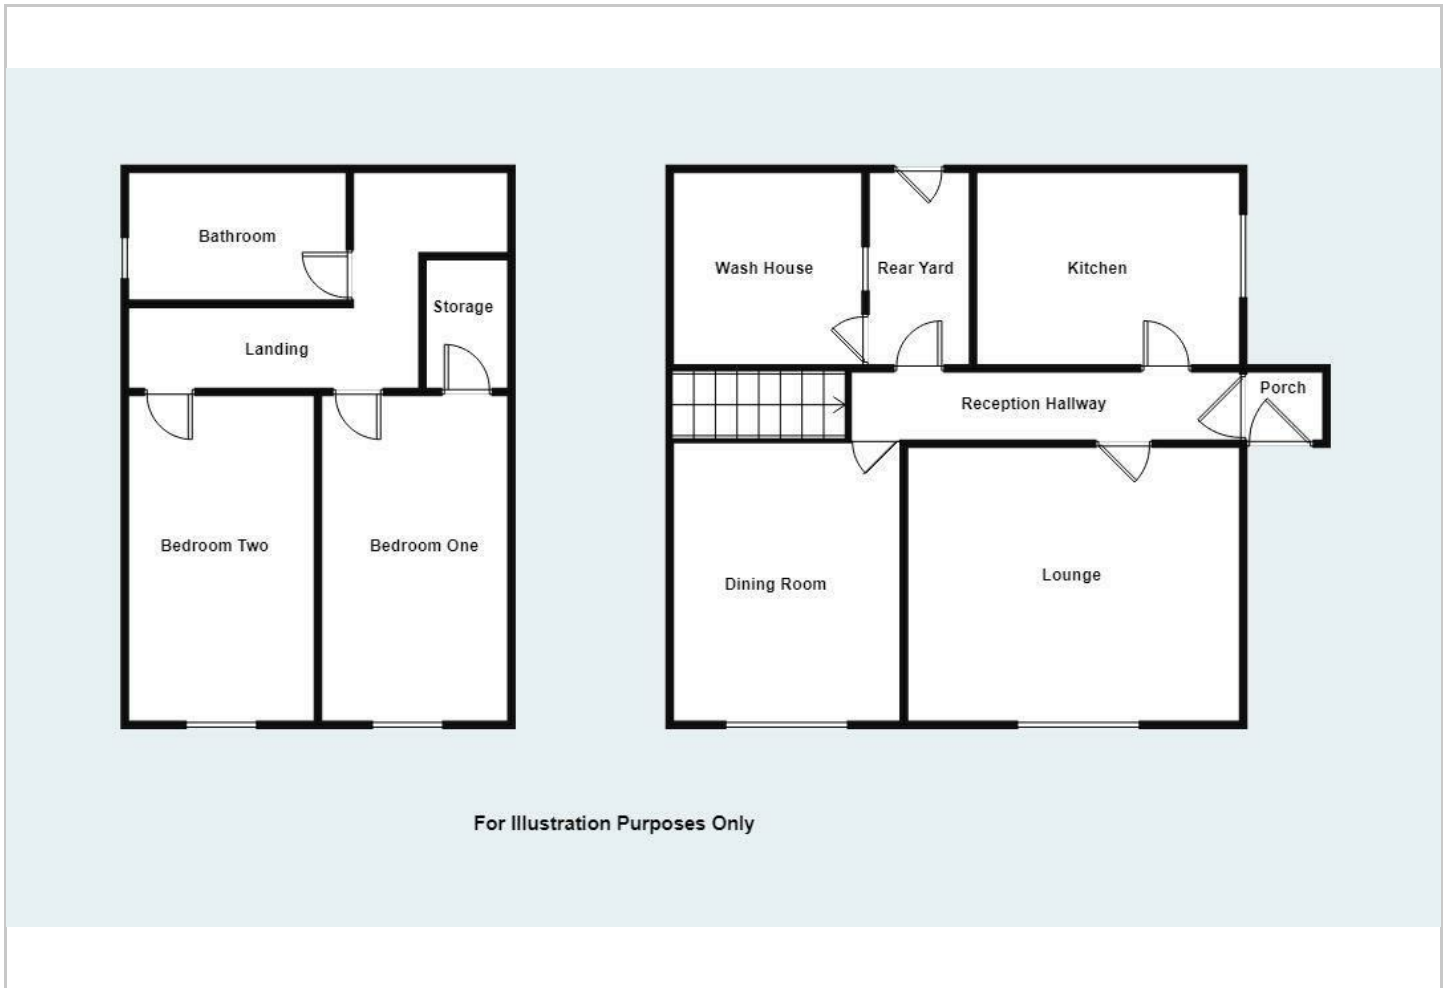 Bathroom
Storage
Landing
Bedroom Two
Bedroom One
Wash House
Rear Yard
Kitchen
Porch
Reception Hallway
Dining Room
Lounge
For Illustration Purposes Only